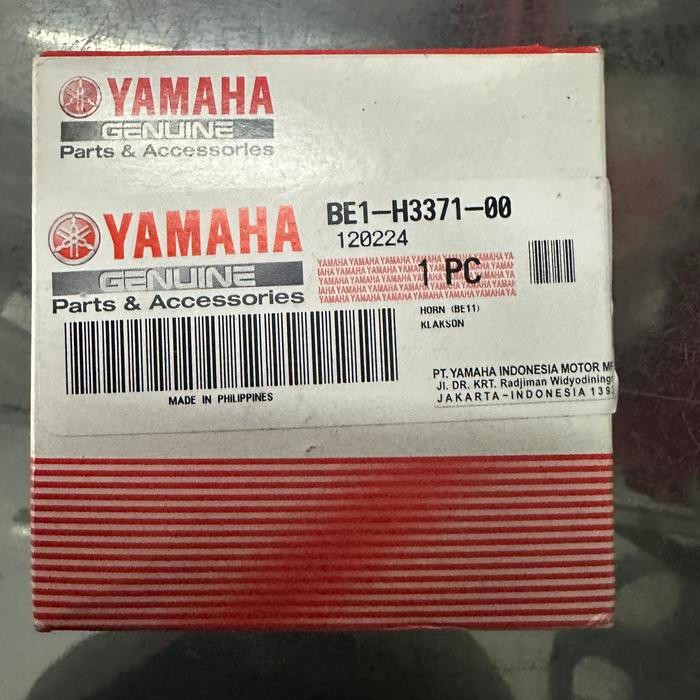 YAMAHA
GENUINE
Parts & Accessories
YAMAHA
GENUINE
Parts & Accessories
BE1-H3371-00
120224
1 PC
HORN (BE11)
KLAKSON
MADE IN PHILIPPINES
PT. YAMAHA INDONESIA MOTOR
Jl. DR. KRT. Radjiman
JAKARTA-INDONESIA